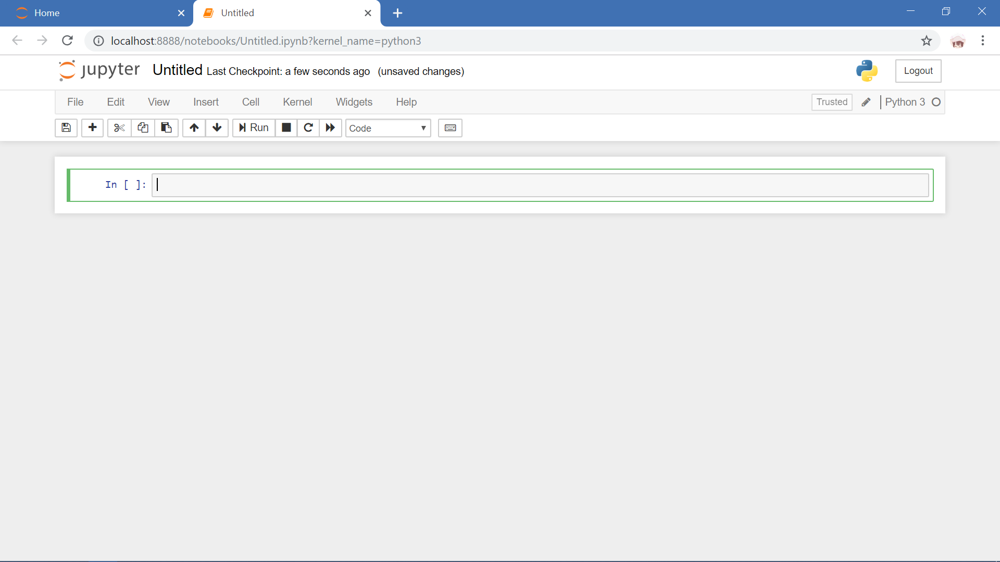 Home
Untitled
localhost:8888/notebooks/Untitled.ipynb?kernel_name=python3
jupyter Untitled Last Checkpoint: a few seconds ago (unsaved changes)
Logout
File Edit View Insert Cell Kernel Widgets Help
Trusted
Python 3
Run
Code
In [ ]: